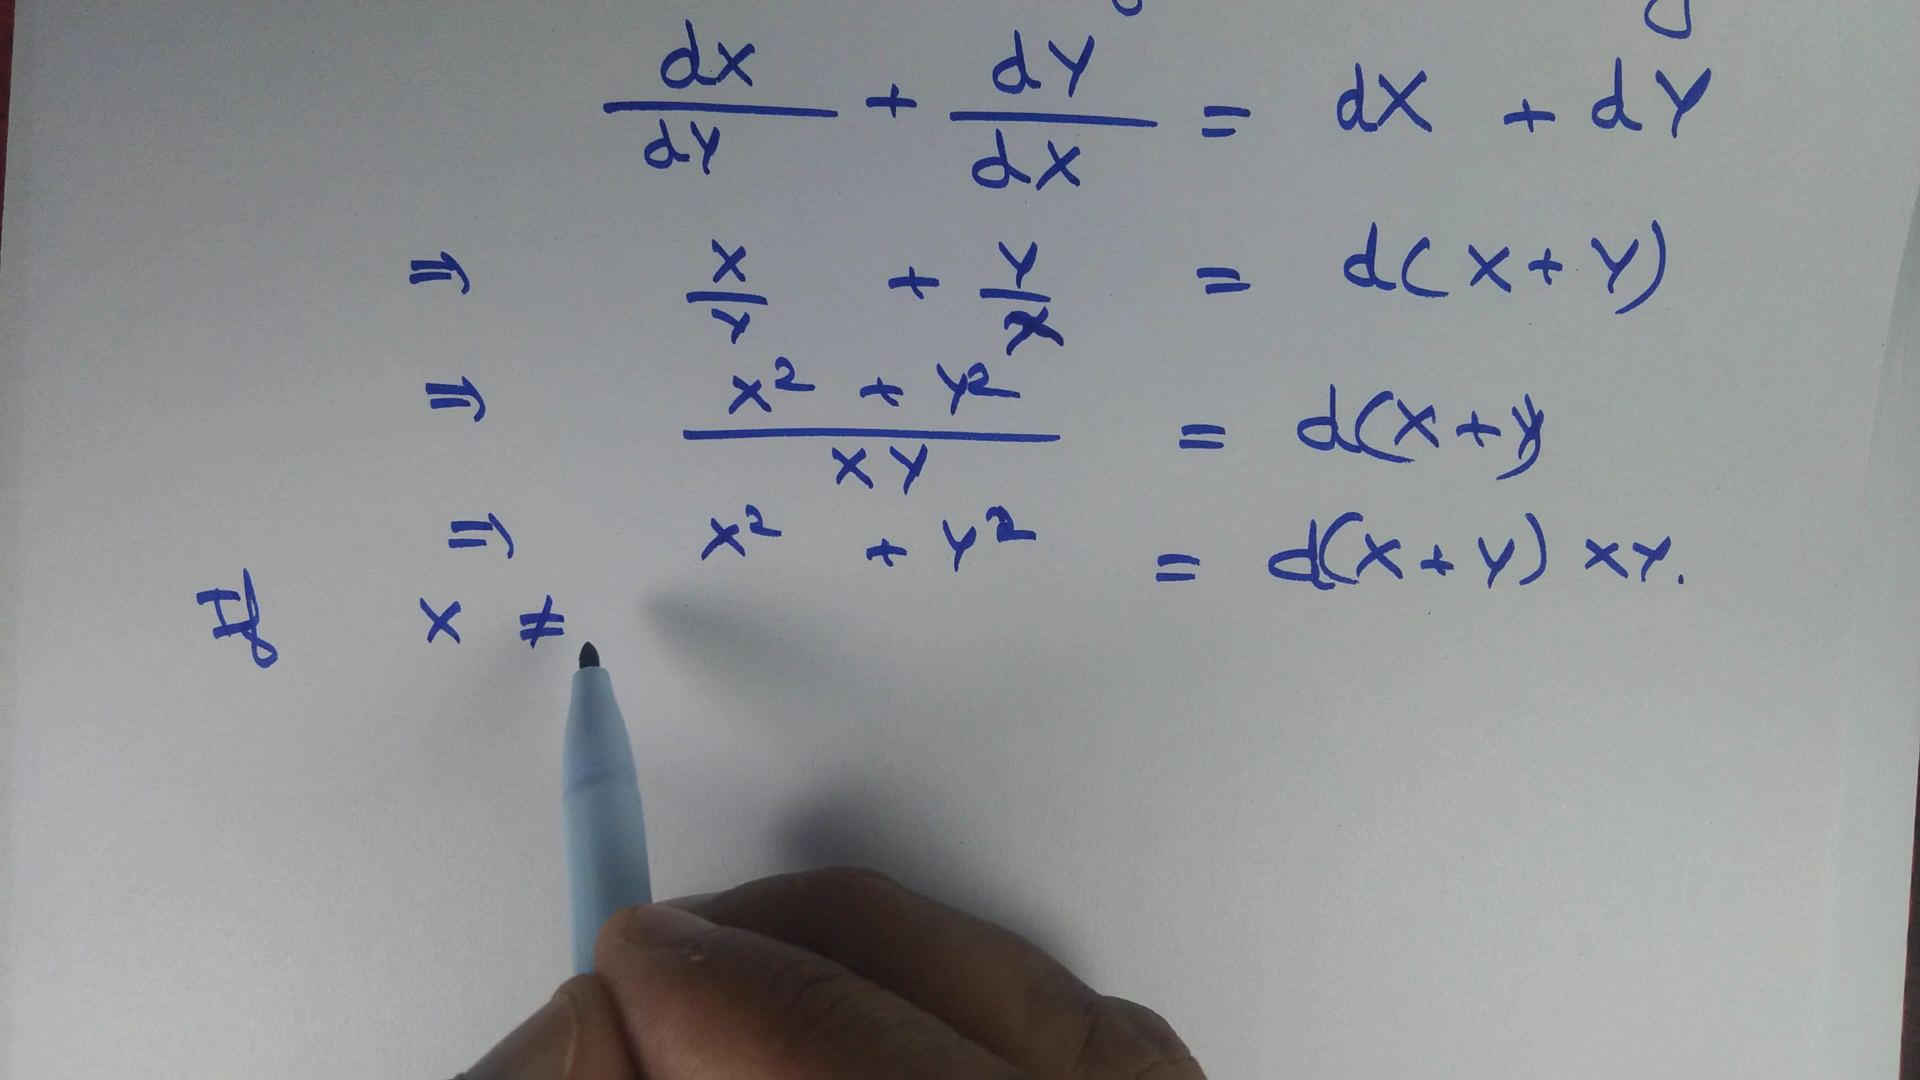 dX/dY + dY/dX = dX + dY
⇒ X/Y + Y/X = d(X+Y)
⇒ (X² + Y²)/XY = d(X+Y)
⇒ X² + Y² = d(X+Y) XY.
If X ≠